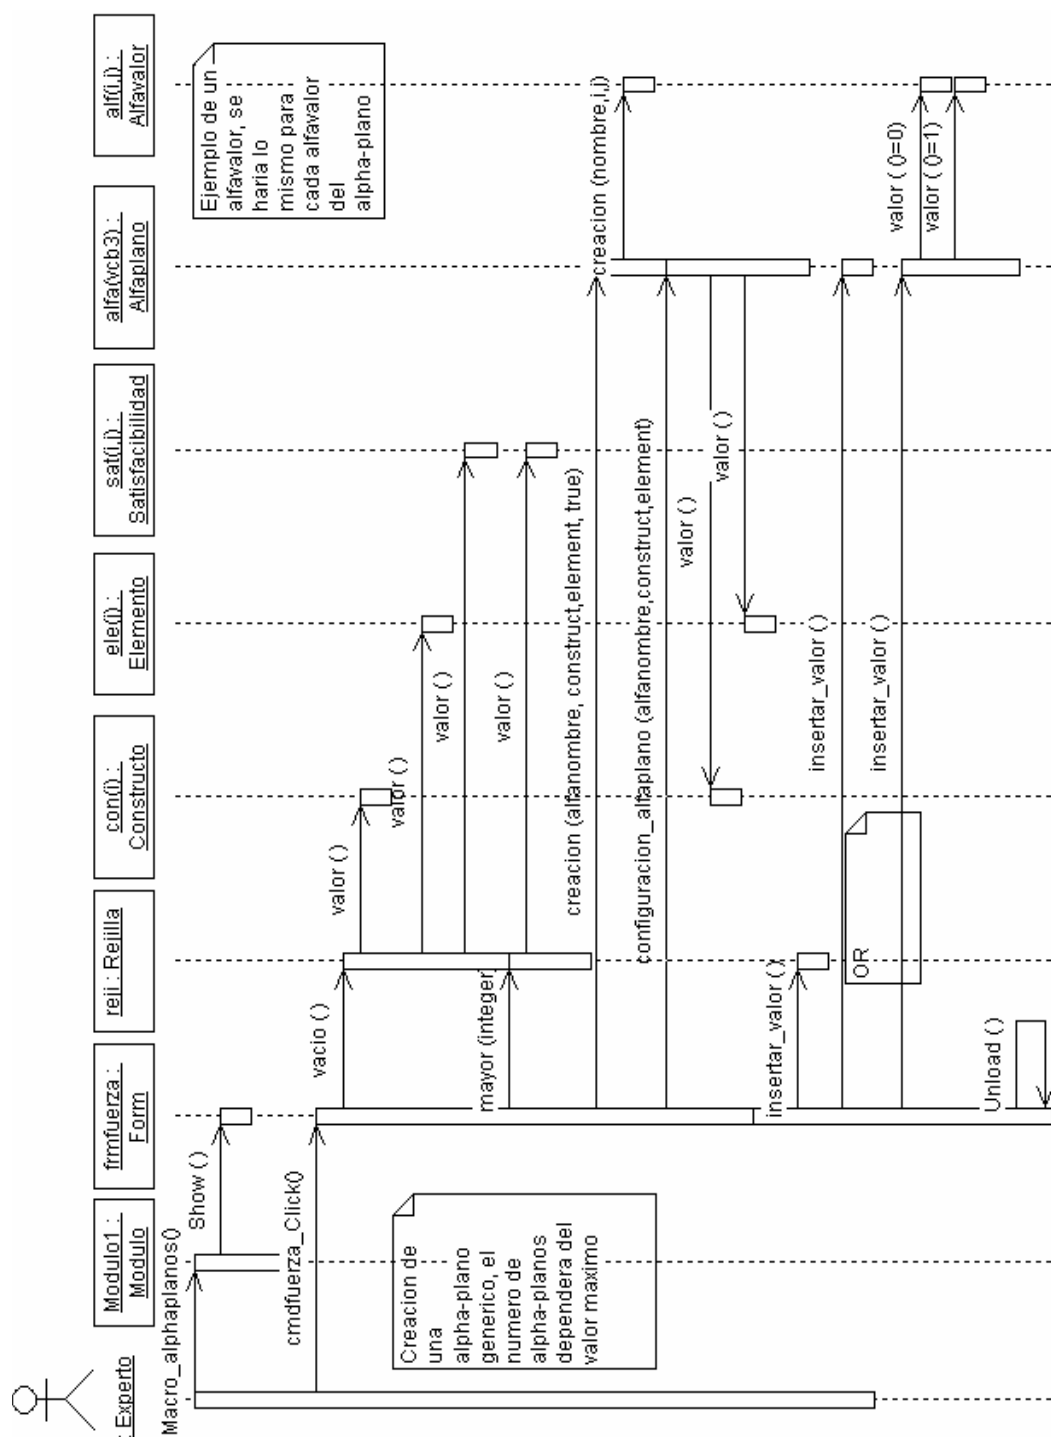 : Experto
Modulo1 :
Modulo
frmfuerza :
Form
reji : Rejilla
con(i) :
Constructo
ele(j) :
Elemento
sat(i,j) :
Satisfacibilidad
alfa(vcb3) :
Alfaplano
alf(i,j) :
Alfavalor
Ejemplo de un
alfavalor, se
haria lo
mismo para
cada alfavalor
del
alpha-plano
Macro_alphaplanos()
Show ( )
cmdfuerza_Click()
vacio ( )
valor ( )
valor ( )
valor ( )
mayor (integer)
valor ( )
creacion (alfanombre, construct,element,true)
creacion (nombre,i,j)
configuracion_alfaplano (alfanombre,construct,element)
valor ( )
valor ( )
insertar_valor ( )
insertar_valor ( )
insertar_valor ( )
valor ( ()=0)
valor ( ()=1)
OR
Unload ( )
Creacion de
una
alpha-plano
generico, el
numero de
alpha-planos
dependera del
valor maximo